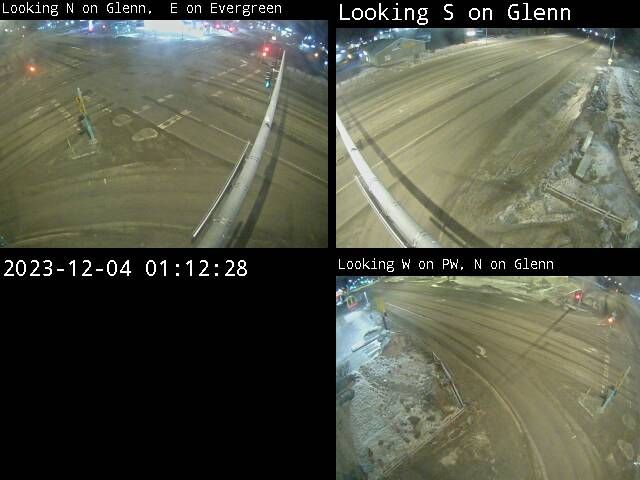 Looking N on Glenn,  E on Evergreen
Looking S on Glenn
2023-12-04 01:12:28
Looking W on PW, N on Glenn